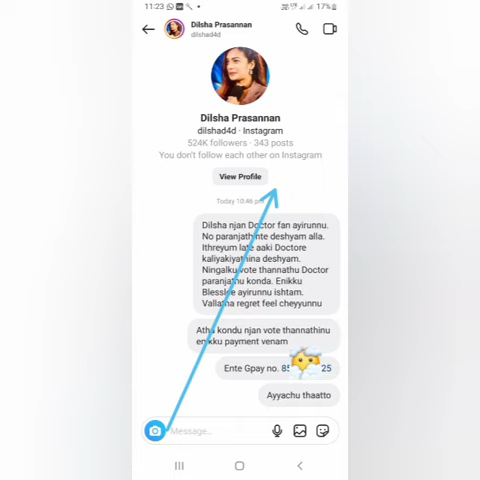 11:23
17%
Dilsha Prasannan
dilshad4d
Dilsha Prasannan
dilshad4d · Instagram
524K followers · 343 posts
You don't follow each other on Instagram
View Profile
Today 10:46 pm
Dilsha njan Doctor fan ayirunnu.
No paranjathinte deshyam alla.
Ithreyum late aaki Doctore
kaliyakiyathina deshyam.
Ningalku vote thannathu Doctor
paranjathu konda. Enikku
Blesslee ayirunnu ishtam.
Vallatha regret feel cheyyunnu
Athu kondu njan vote thannathinu
enikku payment venam
Ente Gpay no. 85 25
Ayyachu thaatto
Message...